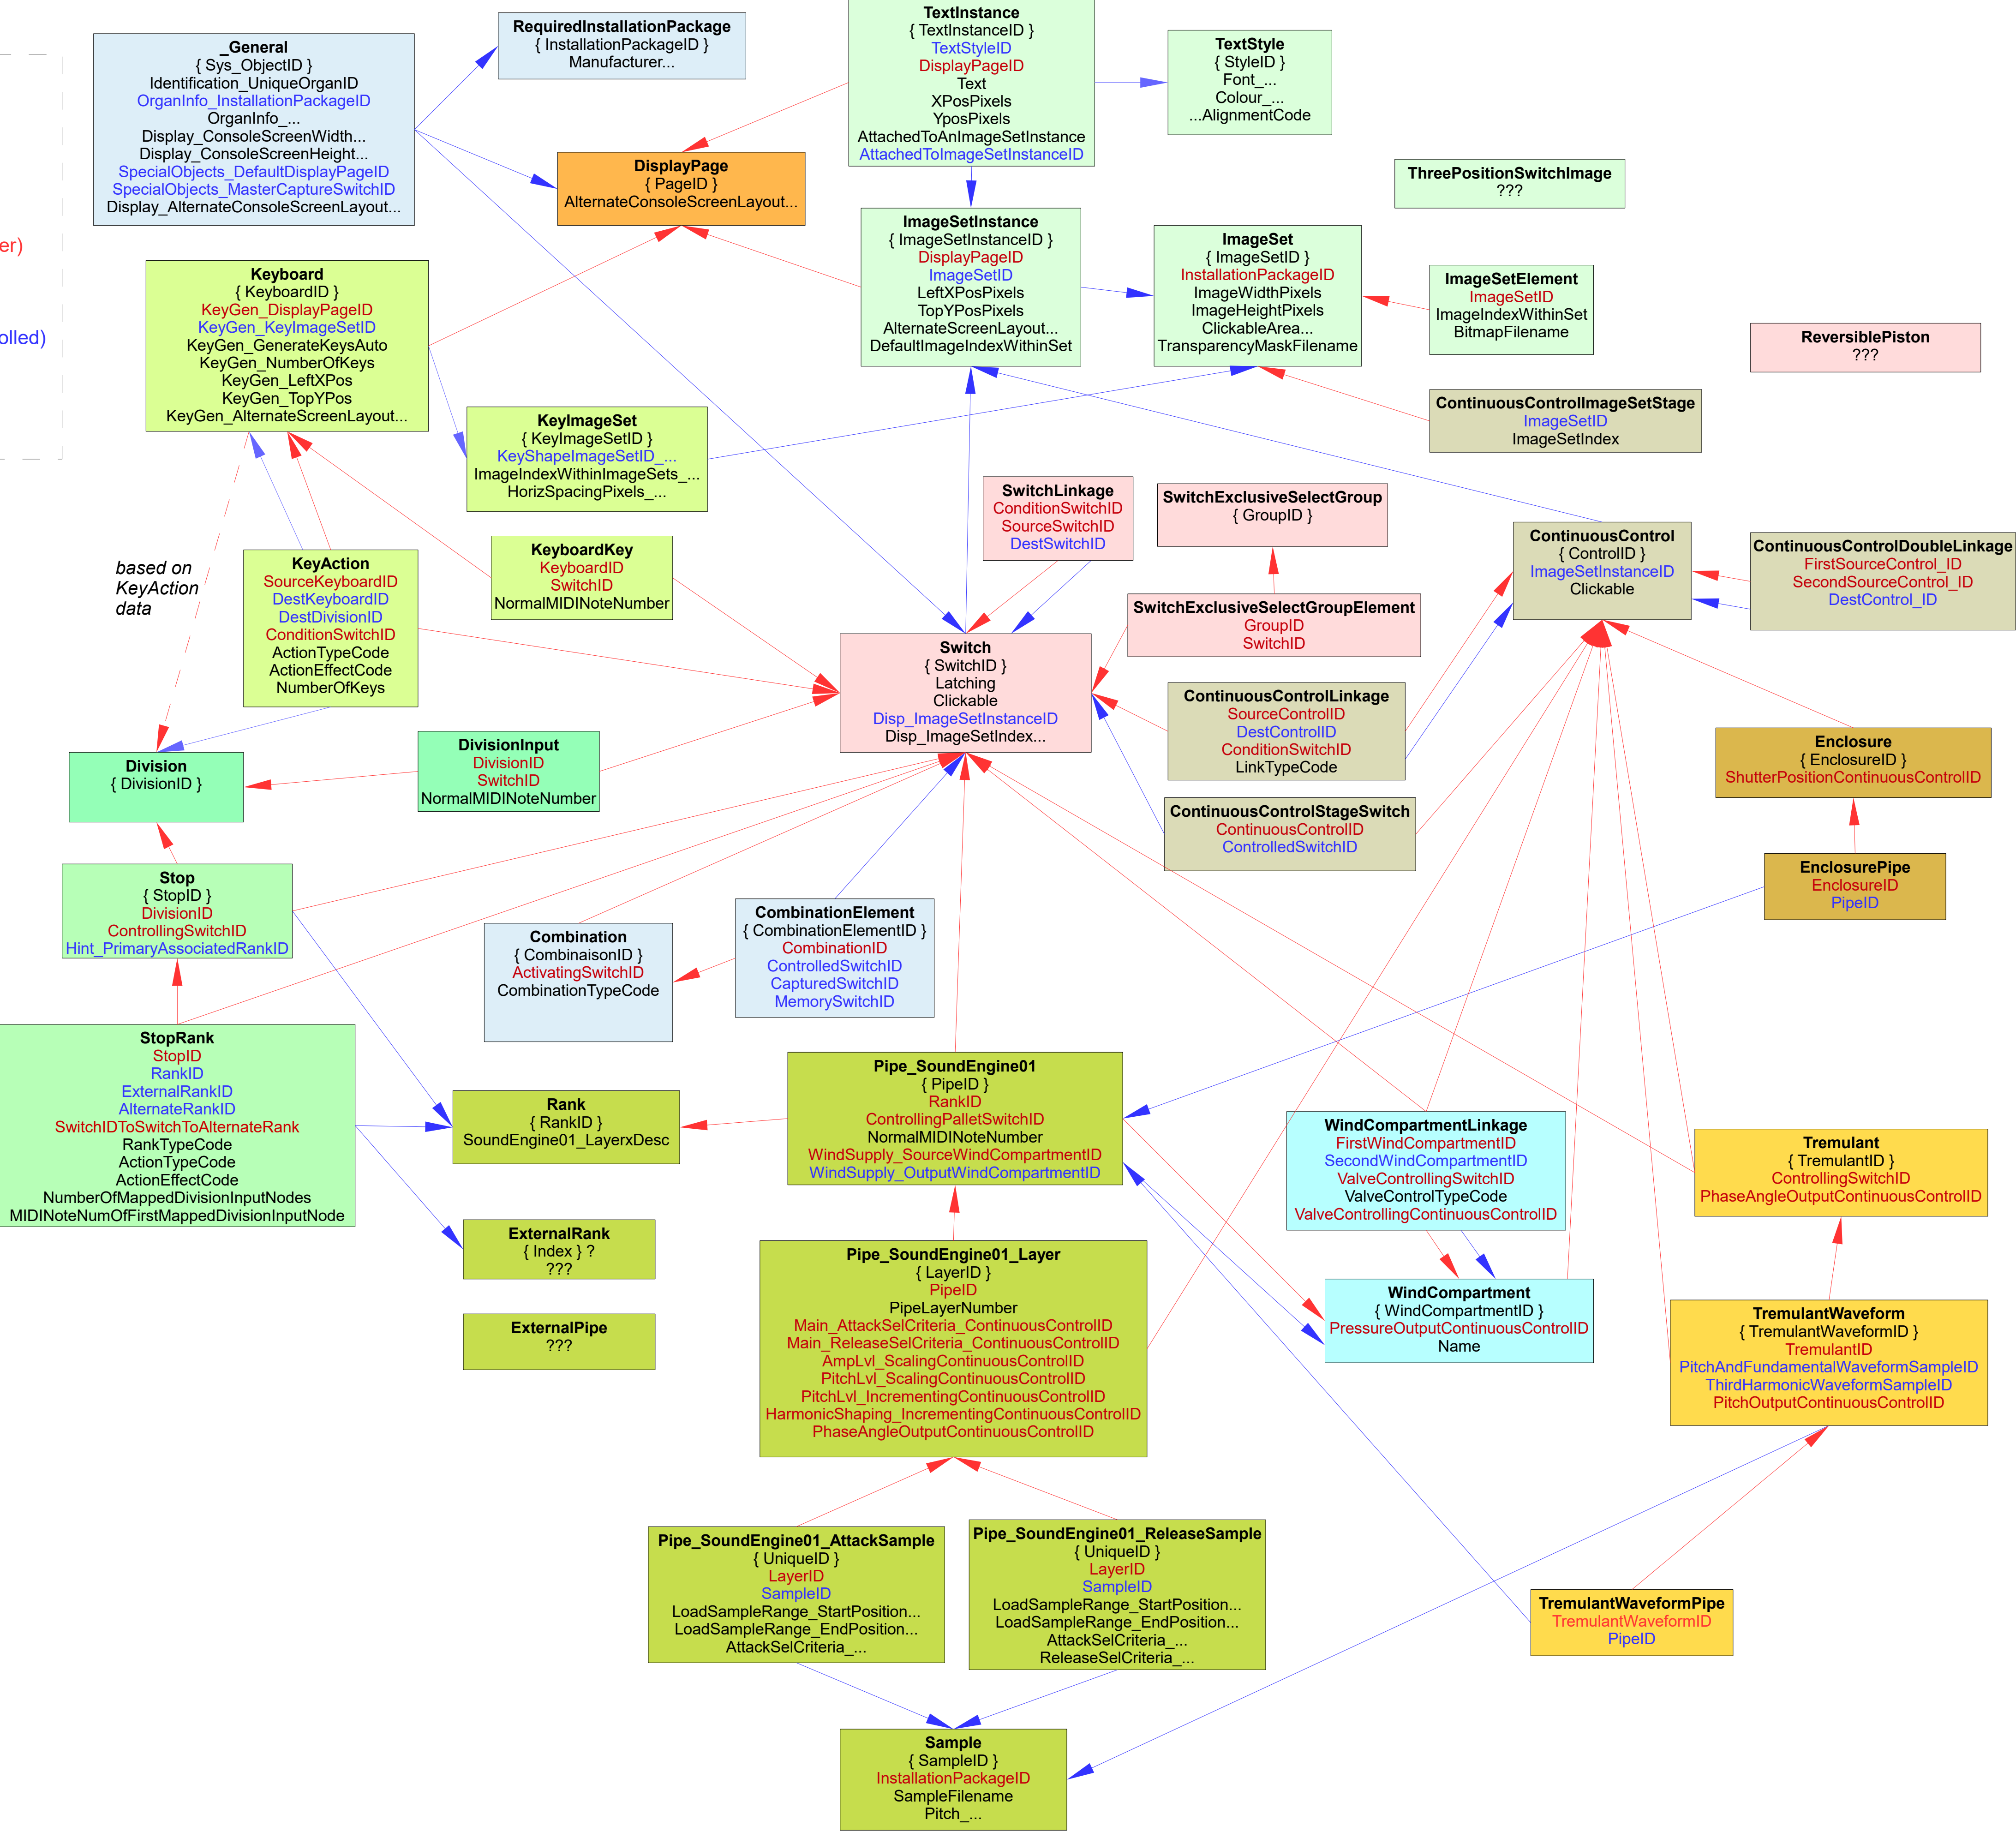 er)
olled)
_General
{ Sys_ObjectID }
Identification_UniqueOrganID
OrganInfo_InstallationPackageID
OrganInfo_...
Display_ConsoleScreenWidth...
Display_ConsoleScreenHeight...
SpecialObjects_DefaultDisplayPageID
SpecialObjects_MasterCaptureSwitchID
Display_AlternateConsoleScreenLayout...
RequiredInstallationPackage
{ InstallationPackageID }
Manufacturer...
TextInstance
{ TextInstanceID }
TextStyleID
DisplayPageID
Text
XPosPixels
YposPixels
AttachedToAnImageSetInstance
AttachedToImageSetInstanceID
TextStyle
{ StyleID }
Font_...
Colour_...
...AlignmentCode
DisplayPage
{ PageID }
AlternateConsoleScreenLayout...
ThreePositionSwitchImage
???
ImageSetInstance
{ ImageSetInstanceID }
DisplayPageID
ImageSetID
LeftXPosPixels
TopYPosPixels
AlternateScreenLayout...
DefaultImageIndexWithinSet
ImageSet
{ ImageSetID }
InstallationPackageID
ImageWidthPixels
ImageHeightPixels
ClickableArea...
TransparencyMaskFilename
ImageSetElement
ImageSetID
ImageIndexWithinSet
BitmapFilename
ReversiblePiston
???
Keyboard
{ KeyboardID }
KeyGen_DisplayPageID
KeyGen_KeyImageSetID
KeyGen_GenerateKeysAuto
KeyGen_NumberOfKeys
KeyGen_LeftXPos
KeyGen_TopYPos
KeyGen_AlternateScreenLayout...
KeyImageSet
{ KeyImageSetID }
KeyShapeImageSetID_...
ImageIndexWithinImageSets_...
HorizSpacingPixels_...
ContinuousControlImageSetStage
ImageSetID
ImageSetIndex
SwitchLinkage
ConditionSwitchID
SourceSwitchID
DestSwitchID
SwitchExclusiveSelectGroup
{ GroupID }
ContinuousControl
{ ControlID }
ImageSetInstanceID
Clickable
ContinuousControlDoubleLinkage
FirstSourceControl_ID
SecondSourceControl_ID
DestControl_ID
based on
KeyAction
data
KeyAction
SourceKeyboardID
DestKeyboardID
DestDivisionID
ConditionSwitchID
ActionTypeCode
ActionEffectCode
NumberOfKeys
KeyboardKey
KeyboardID
SwitchID
NormalMIDINoteNumber
SwitchExclusiveSelectGroupElement
GroupID
SwitchID
Switch
{ SwitchID }
Latching
Clickable
Disp_ImageSetInstanceID
Disp_ImageSetIndex...
ContinuousControlLinkage
SourceControlID
DestControlID
ConditionSwitchID
LinkTypeCode
Enclosure
{ EnclosureID }
ShutterPositionContinuousControlID
Division
{ DivisionID }
DivisionInput
DivisionID
SwitchID
NormalMIDINoteNumber
ContinuousControlStageSwitch
ContinuousControlID
ControlledSwitchID
EnclosurePipe
EnclosureID
PipeID
Stop
{ StopID }
DivisionID
ControllingSwitchID
Hint_PrimaryAssociatedRankID
Combination
{ CombinaisonID }
ActivatingSwitchID
CombinationTypeCode
CombinationElement
{ CombinationElementID }
CombinationID
ControlledSwitchID
CapturedSwitchID
MemorySwitchID
StopRank
StopID
RankID
ExternalRankID
AlternateRankID
SwitchIDToSwitchToAlternateRank
RankTypeCode
ActionTypeCode
ActionEffectCode
NumberOfMappedDivisionInputNodes
MIDINoteNumOfFirstMappedDivisionInputNode
Rank
{ RankID }
SoundEngine01_LayerxDesc
Pipe_SoundEngine01
{ PipeID }
RankID
ControllingPalletSwitchID
NormalMIDINoteNumber
WindSupply_SourceWindCompartmentID
WindSupply_OutputWindCompartmentID
WindCompartmentLinkage
FirstWindCompartmentID
SecondWindCompartmentID
ValveControllingSwitchID
ValveControlTypeCode
ValveControllingContinuousControlID
Tremulant
{ TremulantID }
ControllingSwitchID
PhaseAngleOutputContinuousControlID
ExternalRank
{ Index } ?
???
ExternalPipe
???
Pipe_SoundEngine01_Layer
{ LayerID }
PipeID
PipeLayerNumber
Main_AttackSelCriteria_ContinuousControlID
Main_ReleaseSelCriteria_ContinuousControlID
AmpLvl_ScalingContinuousControlID
PitchLvl_ScalingContinuousControlID
PitchLvl_IncrementingContinuousControlID
HarmonicShaping_IncrementingContinuousControlID
PhaseAngleOutputContinuousControlID
WindCompartment
{ WindCompartmentID }
PressureOutputContinuousControlID
Name
TremulantWaveform
{ TremulantWaveformID }
TremulantID
PitchAndFundamentalWaveformSampleID
ThirdHarmonicWaveformSampleID
PitchOutputContinuousControlID
Pipe_SoundEngine01_AttackSample
{ UniqueID }
LayerID
SampleID
LoadSampleRange_StartPosition...
LoadSampleRange_EndPosition...
AttackSelCriteria_...
Pipe_SoundEngine01_ReleaseSample
{ UniqueID }
LayerID
SampleID
LoadSampleRange_StartPosition...
LoadSampleRange_EndPosition...
AttackSelCriteria_...
ReleaseSelCriteria_...
TremulantWaveformPipe
TremulantWaveformID
PipeID
Sample
{ SampleID }
InstallationPackageID
SampleFilename
Pitch_...